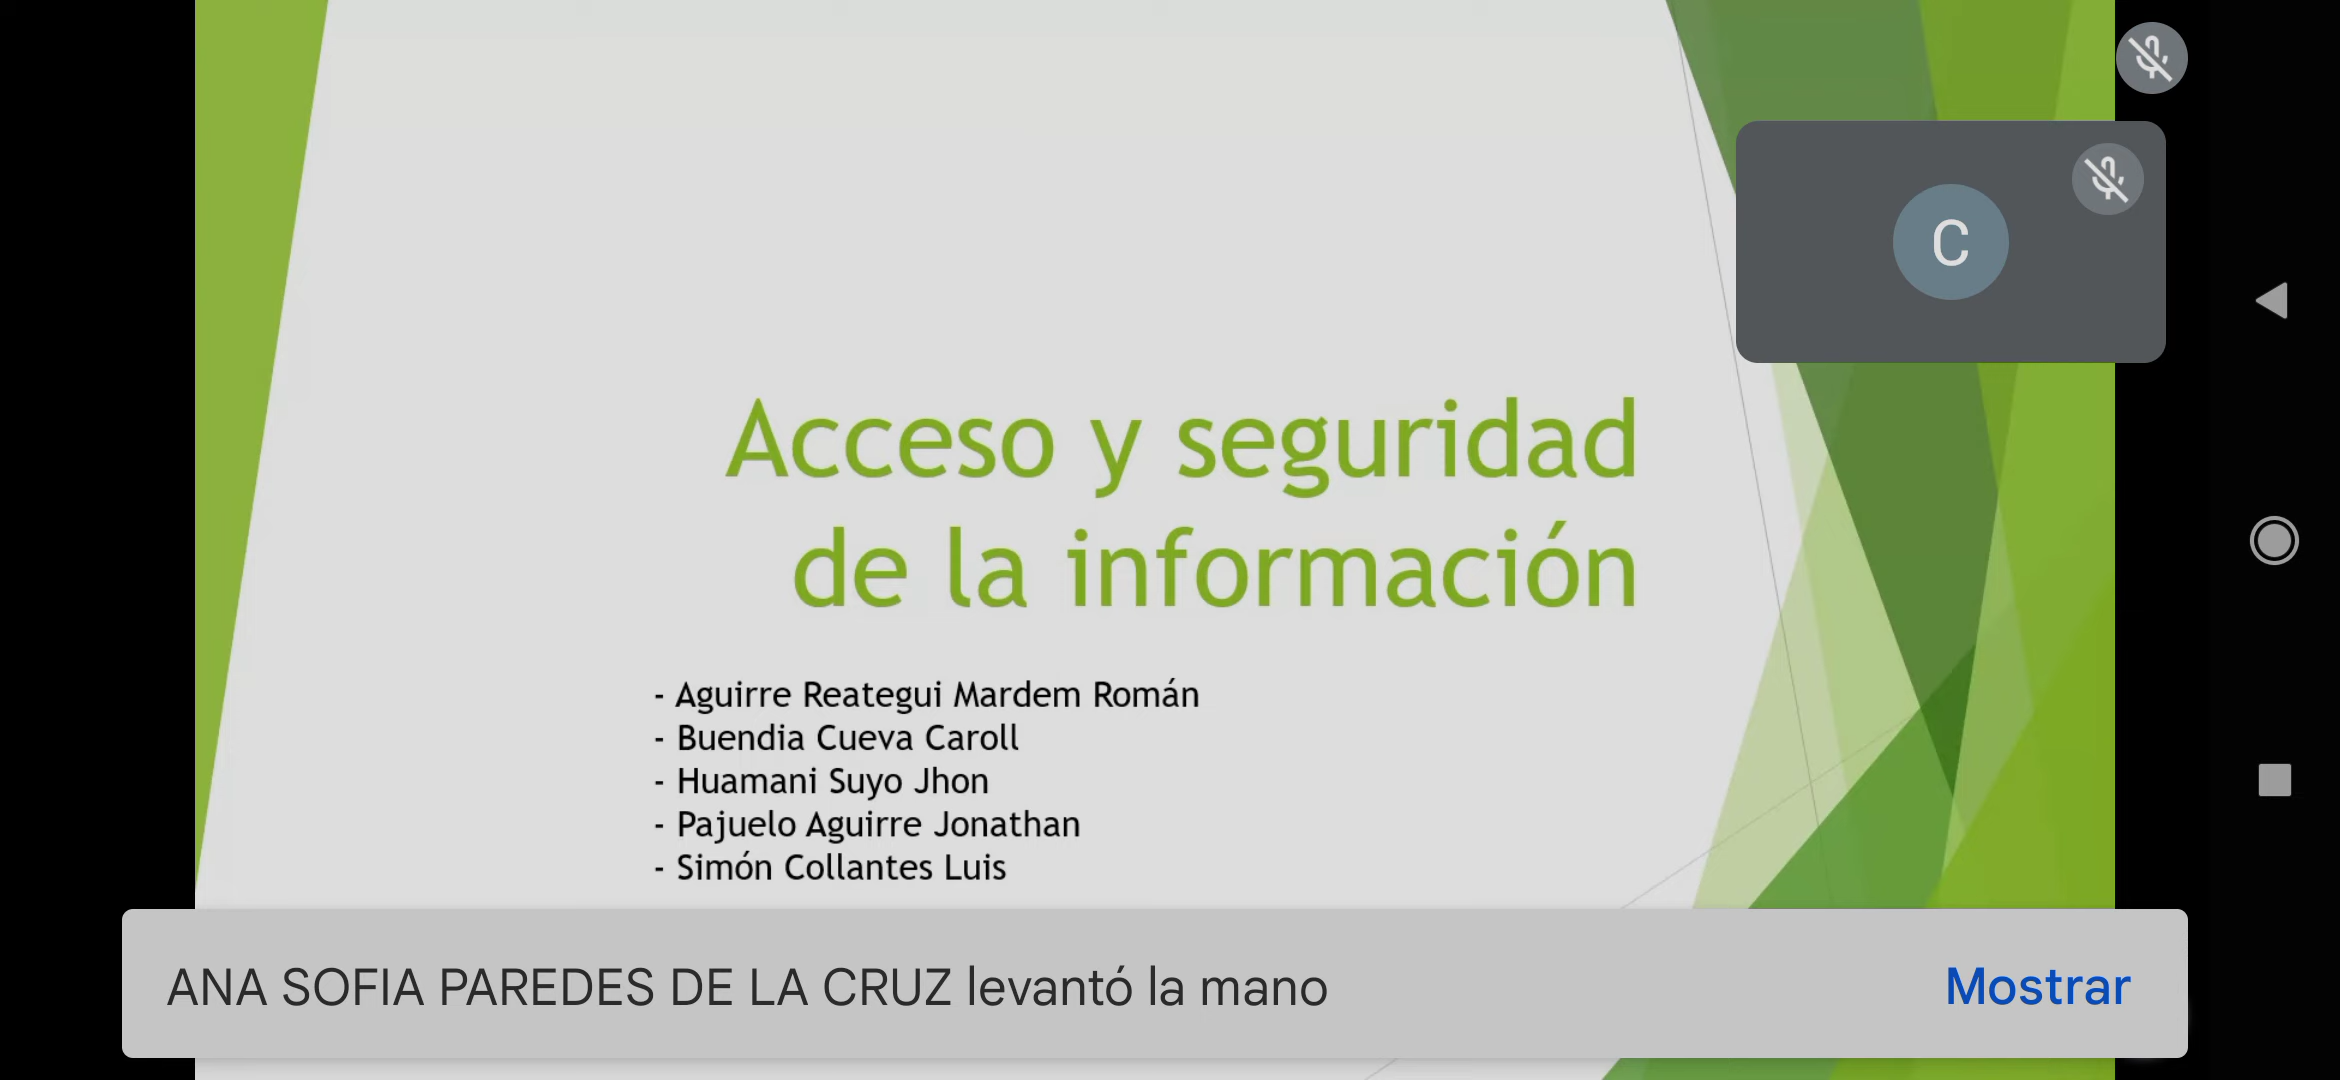 C
Acceso y seguridad
de la información
- Aguirre Reategui Mardem Román
- Buendia Cueva Caroll
- Huamani Suyo Jhon
- Pajuelo Aguirre Jonathan
- Simón Collantes Luis
ANA SOFIA PAREDES DE LA CRUZ levantó la mano
Mostrar